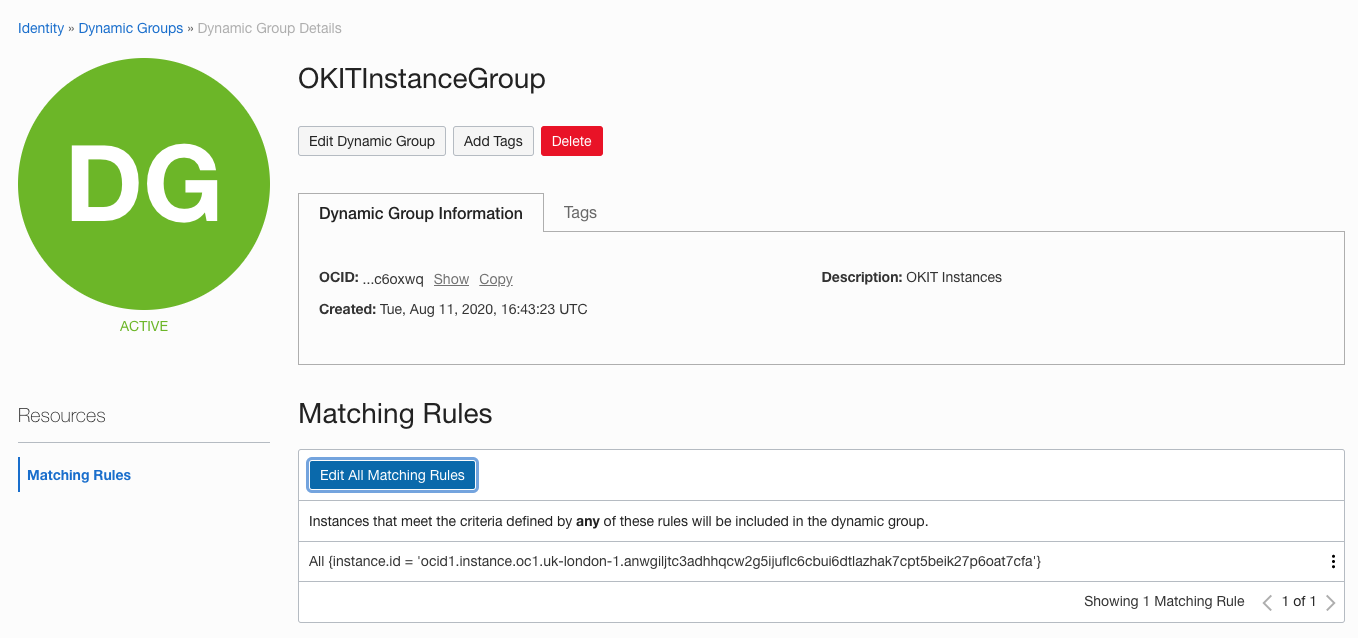 Identity » Dynamic Groups » Dynamic Group Details
DG
ACTIVE
OKITInstanceGroup
Edit Dynamic Group Add Tags Delete
Dynamic Group Information Tags
OCID: ...c6oxwq Show Copy Description: OKIT Instances
Created: Tue, Aug 11, 2020, 16:43:23 UTC
Resources
Matching Rules
Matching Rules
Edit All Matching Rules
Instances that meet the criteria defined by any of these rules will be included in the dynamic group.
All {instance.id = 'ocid1.instance.oc1.uk-london-1.anwgiljtc3adhhqcw2g5ijuflc6cbui6dtlazhak7cpt5beik27p6oat7cfa'}
Showing 1 Matching Rule 1 of 1